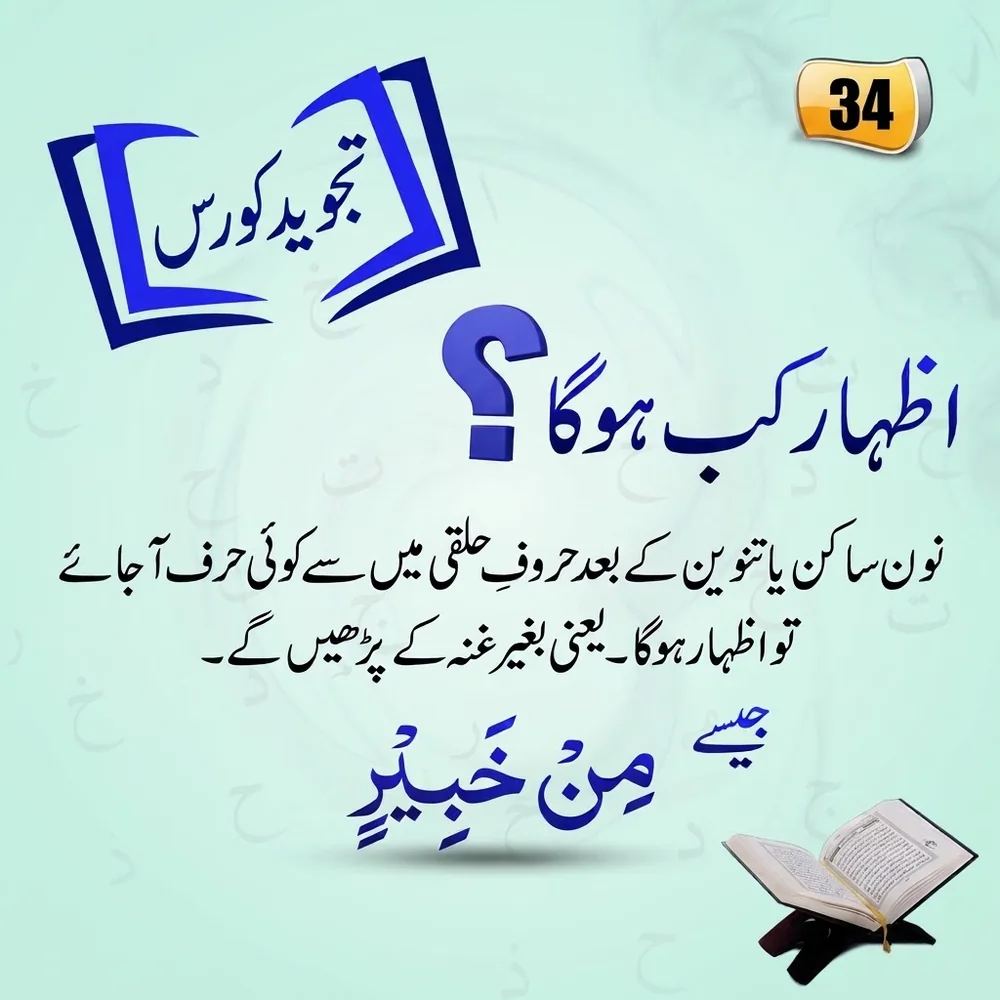 34
تجوید کورس
اظہار کب ہوگا؟
نون ساکن یا تنوین کے بعد حروفِ حلقی میں سے کوئی حرف آ جائے
تو اظہار ہوگا۔ یعنی بغیر غنہ کے پڑھیں گے۔
جیسے مِنْ خَبِيْرٍ